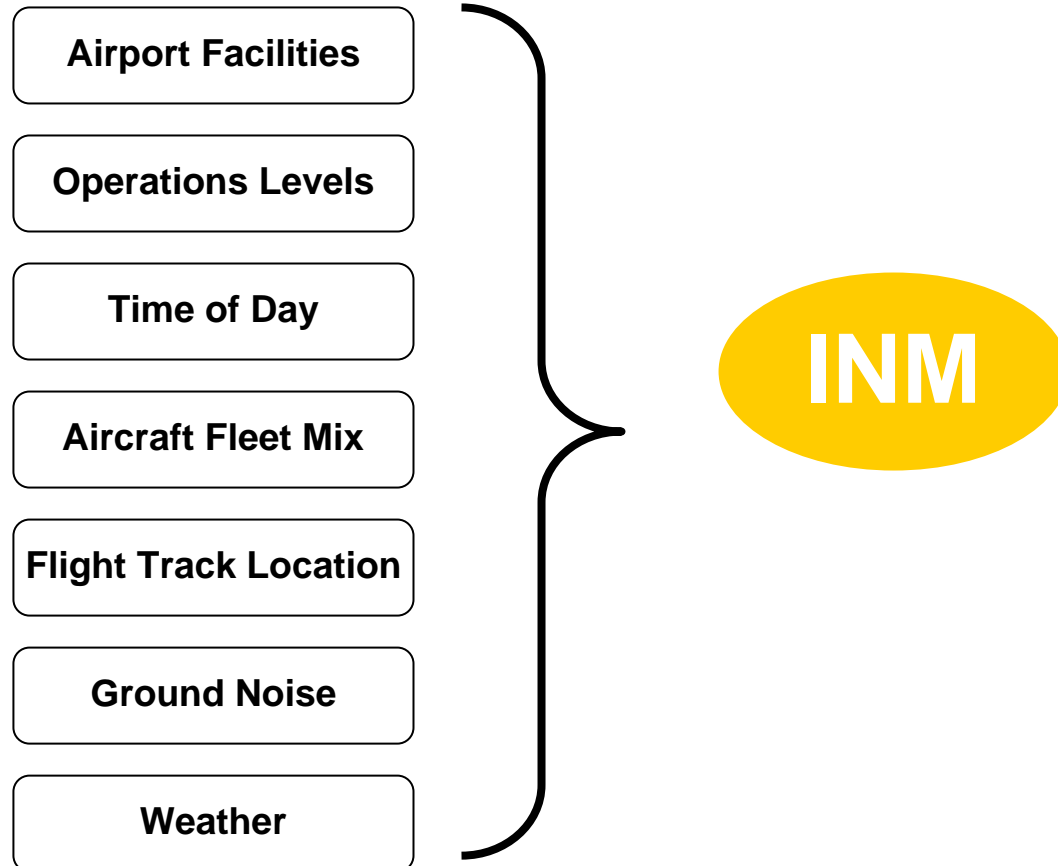 Airport Facilities
Operations Levels
Time of Day
Aircraft Fleet Mix
Flight Track Location
Ground Noise
Weather
INM